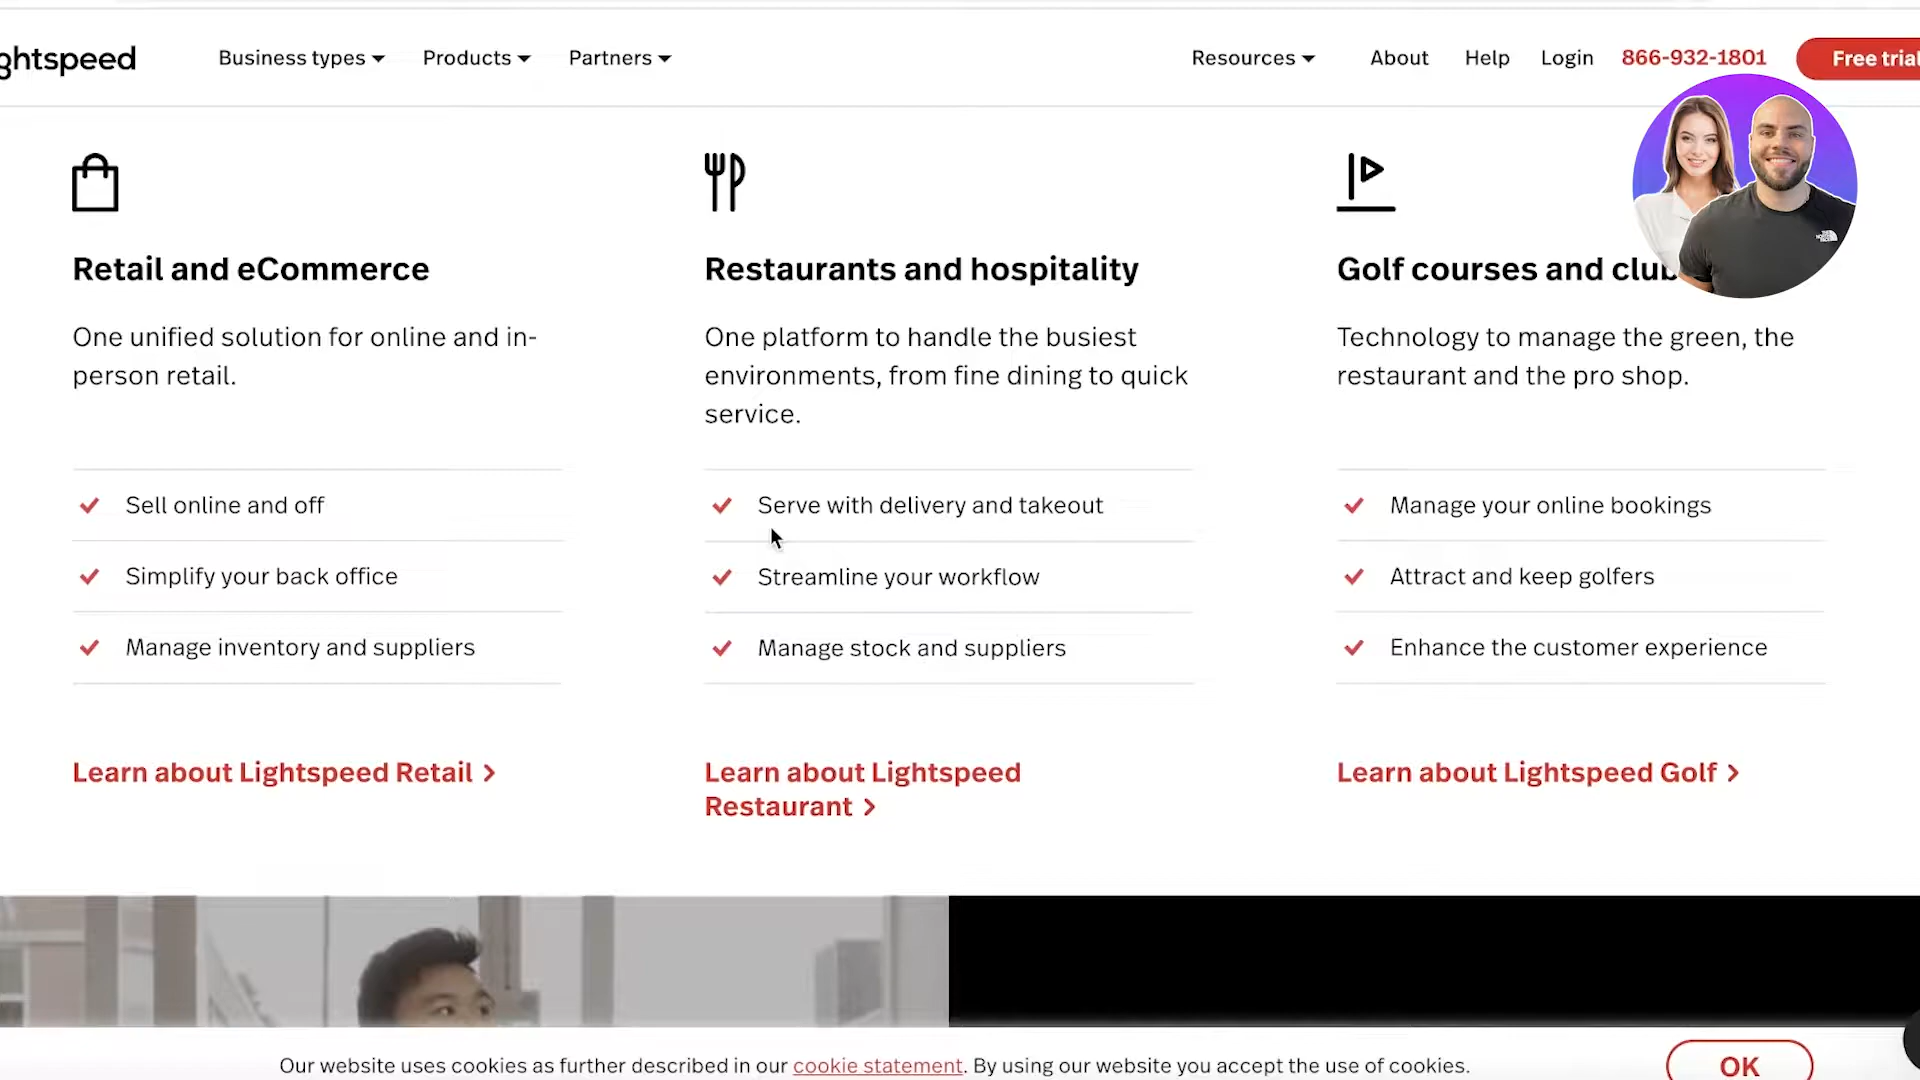 ghtspeed
Business types
Products
Partners
Resources
About
Help
Login
866-932-1801
Free trial
Retail and eCommerce
One unified solution for online and in-
person retail.
Sell online and off
Simplify your back office
Manage inventory and suppliers
Learn about Lightspeed Retail >
Restaurants and hospitality
One platform to handle the busiest
environments, from fine dining to quick
service.
Serve with delivery and takeout
Streamline your workflow
Manage stock and suppliers
Learn about Lightspeed
Restaurant >
Golf courses and club
Technology to manage the green, the
restaurant and the pro shop.
Manage your online bookings
Attract and keep golfers
Enhance the customer experience
Learn about Lightspeed Golf >
Our website uses cookies as further described in our cookie statement. By using our website you accept the use of cookies.
OK